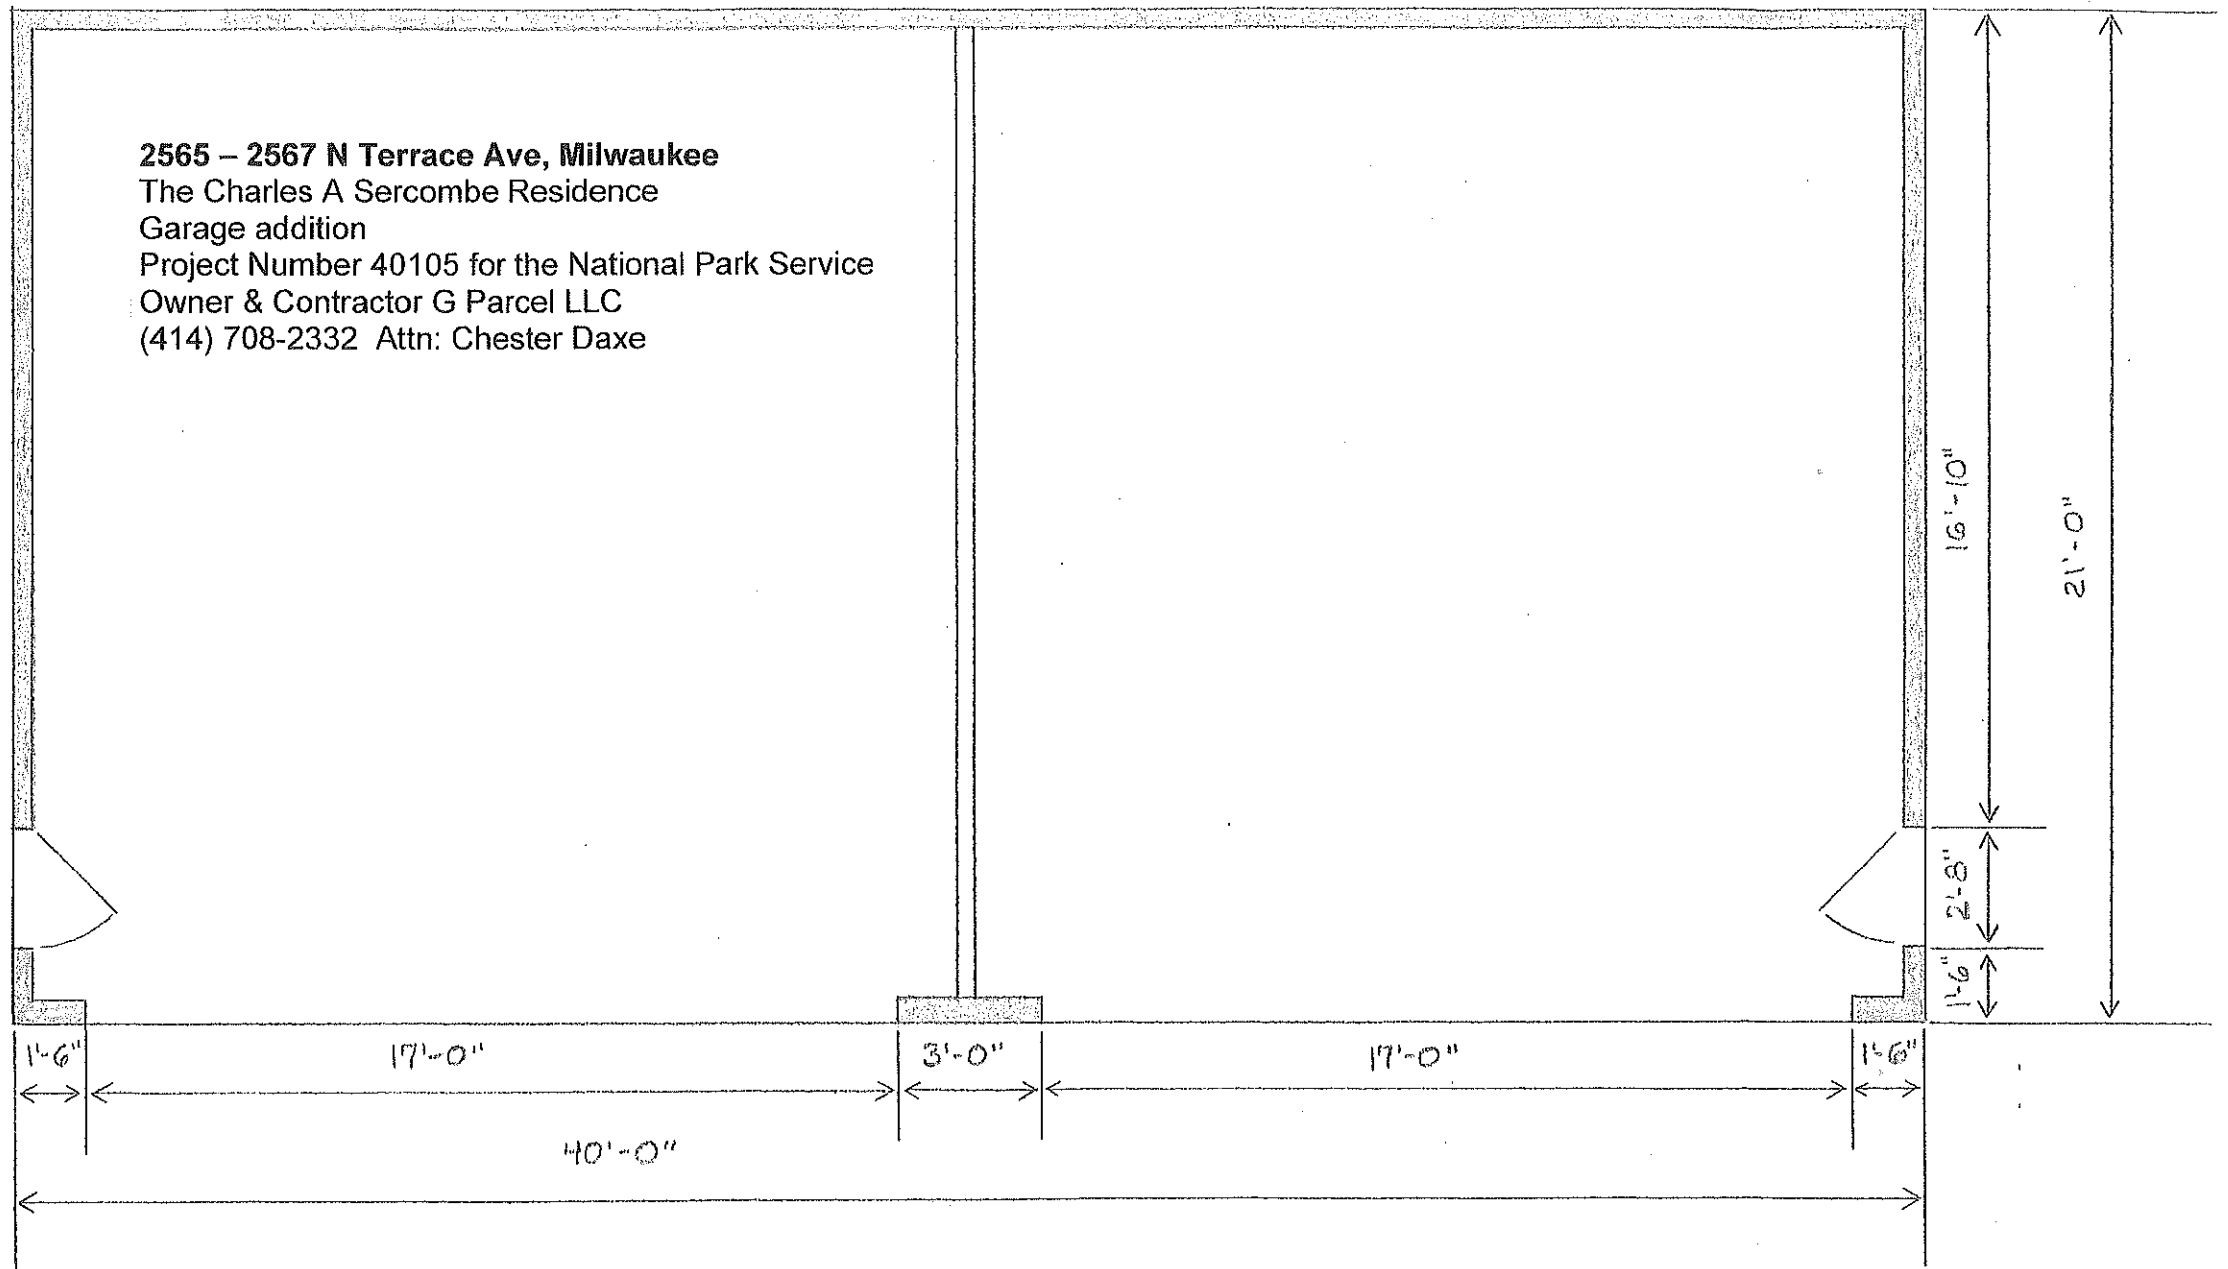 2565 – 2567 N Terrace Ave, Milwaukee
The Charles A Sercombe Residence
Garage addition
Project Number 40105 for the National Park Service
Owner & Contractor G Parcel LLC
(414) 708-2332 Attn: Chester Daxe
16'-10"
21'-0"
2'-8"
1'-6"
1'-6"
17'-0"
3'-0"
17'-0"
1'-6"
40'-0"